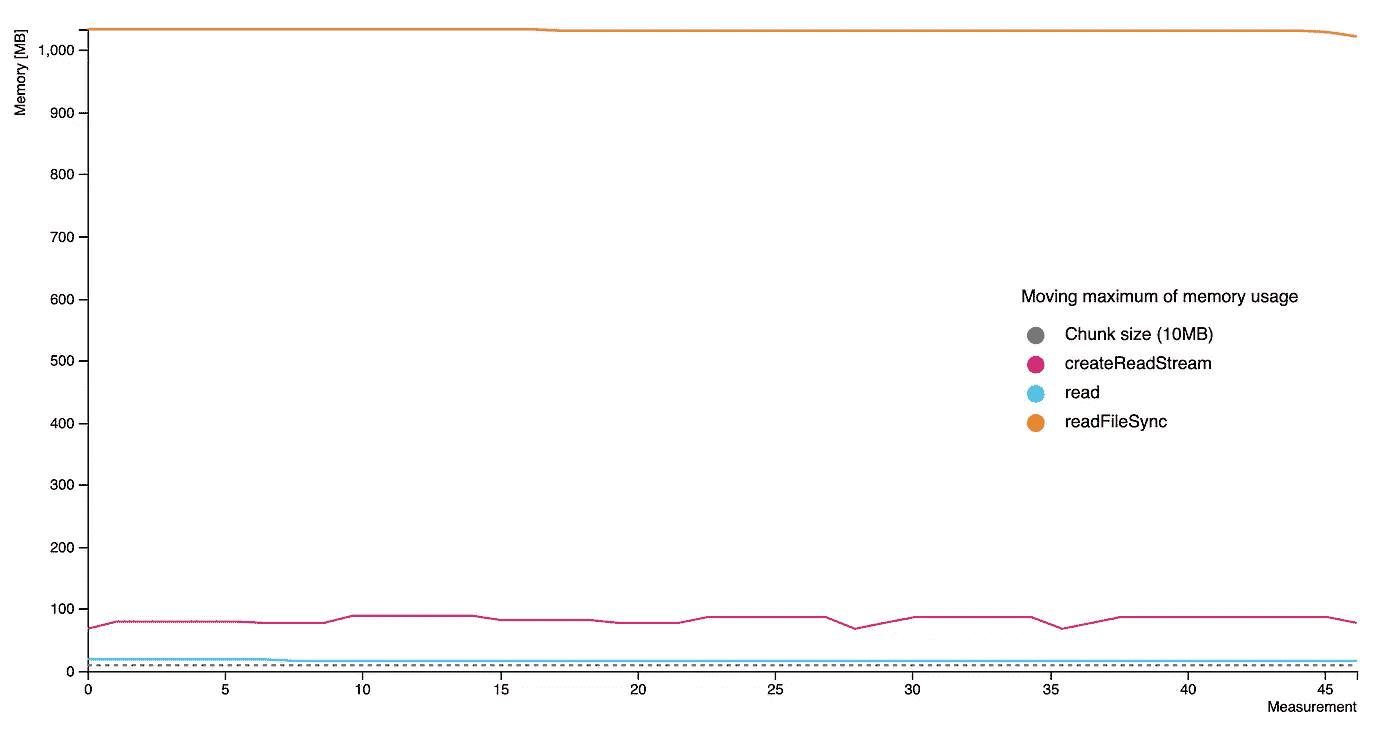 Memory [MB]
1,000
900
800
700
600
500
400
300
200
100
0
Moving maximum of memory usage
Chunk size (10MB)
createReadStream
read
readFileSync
0 5 10 15 20 25 30 35 40 45
Measurement